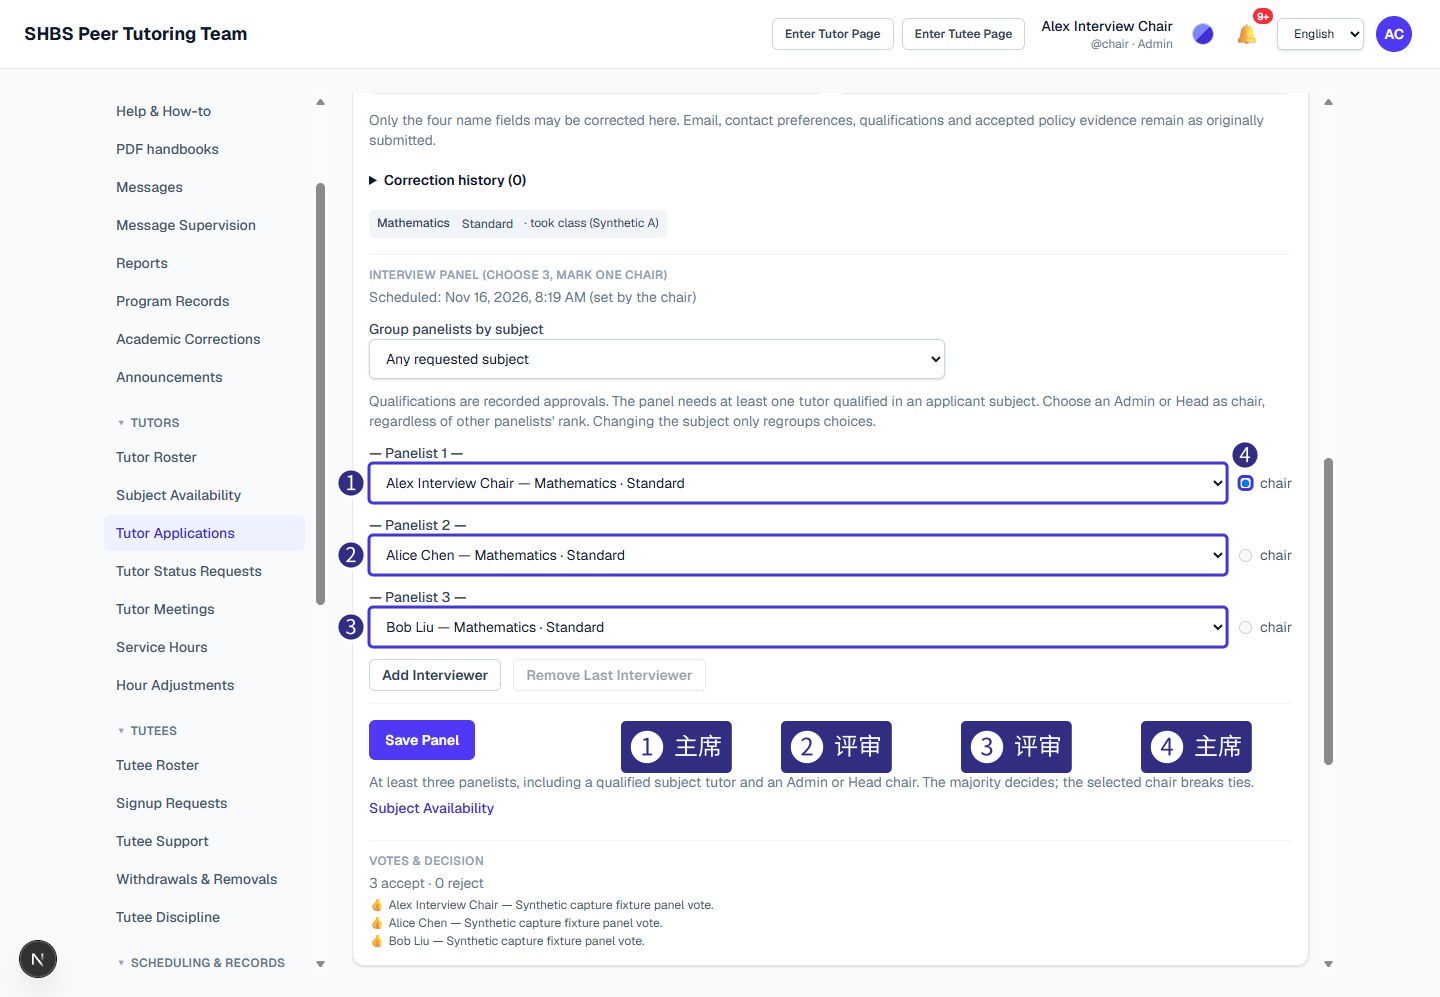 SHBS Peer Tutoring Team
Enter Tutor Page
Enter Tutee Page
Alex Interview Chair
@chair · Admin
9+
English
AC
Help & How-to
PDF handbooks
Messages
Message Supervision
Reports
Program Records
Academic Corrections
Announcements
TUTORS
Tutor Roster
Subject Availability
Tutor Applications
Tutor Status Requests
Tutor Meetings
Service Hours
Hour Adjustments
TUTEES
Tutee Roster
Signup Requests
Tutee Support
Withdrawals & Removals
Tutee Discipline
SCHEDULING & RECORDS
N
Only the four name fields may be corrected here. Email, contact preferences, qualifications and accepted policy evidence remain as originally
submitted.
Correction history (0)
Mathematics Standard · took class (Synthetic A)
INTERVIEW PANEL (CHOOSE 3, MARK ONE CHAIR)
Scheduled: Nov 16, 2026, 8:19 AM (set by the chair)
Group panelists by subject
Any requested subject
Qualifications are recorded approvals. The panel needs at least one tutor qualified in an applicant subject. Choose an Admin or Head as chair,
regardless of other panelists' rank. Changing the subject only regroups choices.
— Panelist 1 —
4
1 Alex Interview Chair — Mathematics · Standard chair
— Panelist 2 —
2 Alice Chen — Mathematics · Standard chair
— Panelist 3 —
3 Bob Liu — Mathematics · Standard chair
Add Interviewer
Remove Last Interviewer
Save Panel
1 主席
2 评审
3 评审
4 主席
At least three panelists, including a qualified subject tutor and an Admin or Head chair. The majority decides; the selected chair breaks ties.
Subject Availability
VOTES & DECISION
3 accept · 0 reject
Alex Interview Chair — Synthetic capture fixture panel vote.
Alice Chen — Synthetic capture fixture panel vote.
Bob Liu — Synthetic capture fixture panel vote.